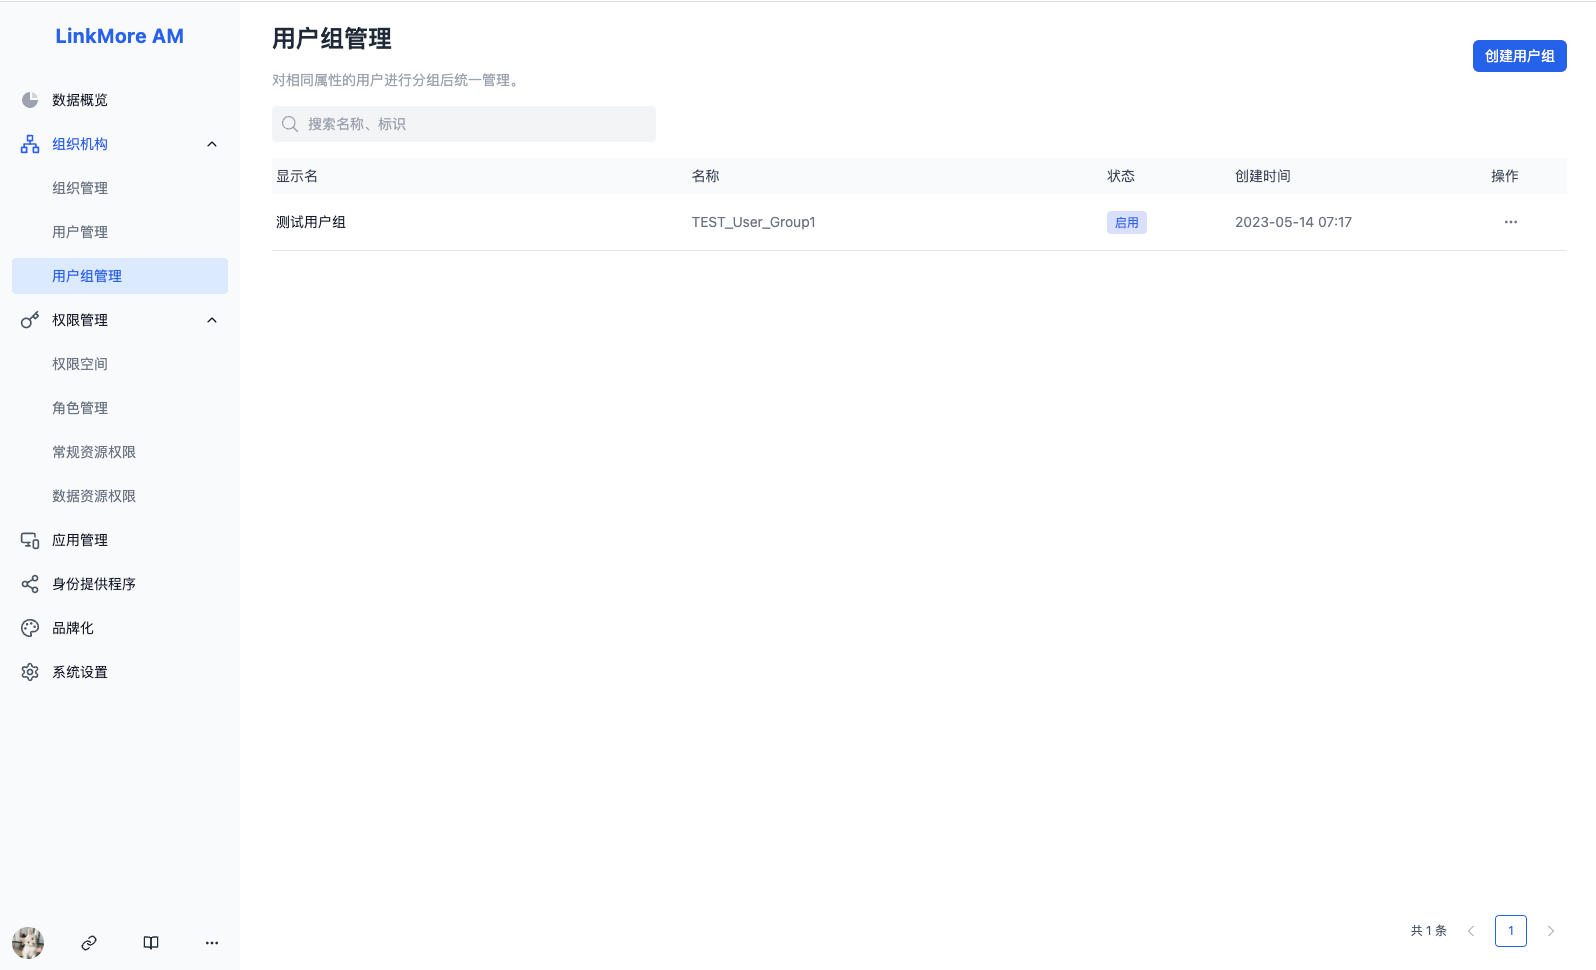 LinkMore AM
数据概览
组织机构
组织管理
用户管理
用户组管理
权限管理
权限空间
角色管理
常规资源权限
数据资源权限
应用管理
身份提供程序
品牌化
系统设置
用户组管理
创建用户组
对相同属性的用户进行分组后统一管理。
搜索名称、标识
显示名 名称 状态 创建时间 操作
测试用户组 TEST_User_Group1 启用 2023-05-14 07:17
共 1 条 1